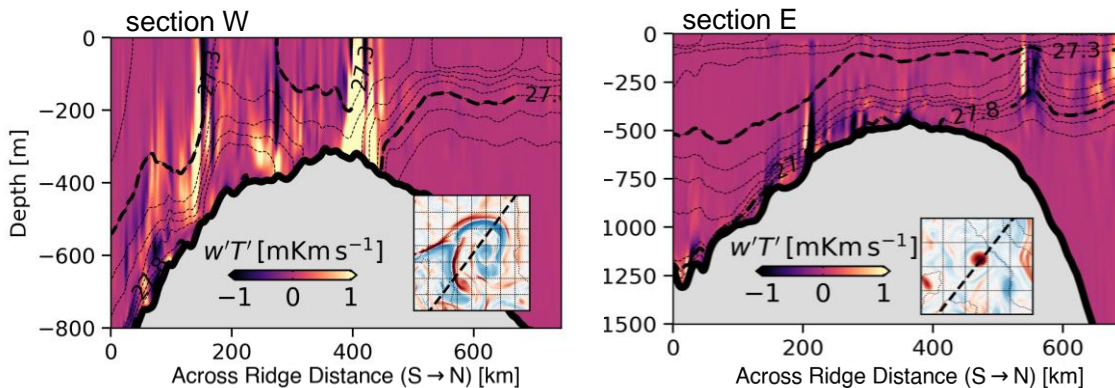 section W
section E
0
−200
−400
−600
−800
Depth [m]
27.3
27.3
w'T' [mKm s⁻¹]
−1 0 1
0 200 400 600
Across Ridge Distance (S → N) [km]
0
−250
−500
−750
1000
1250
1500
27.3
27.8
w'T' [mKm s⁻¹]
−1 0 1
0 200 400 600
Across Ridge Distance (S → N) [km]